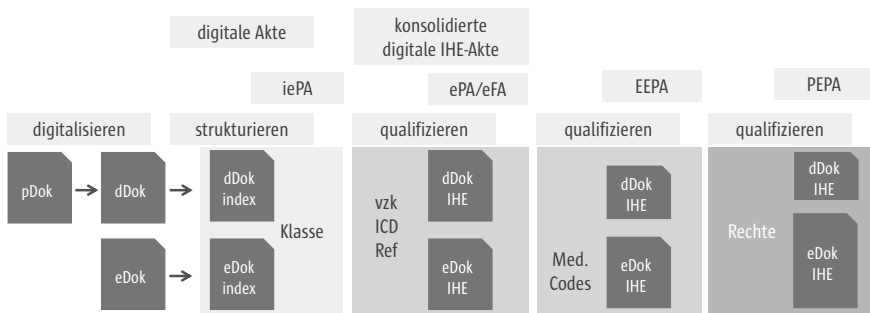 digitale Akte
konsolidierte
digitale IHE-Akte
iePA
ePA/eFA
EEPA
PEPA
digitalisieren
strukturieren
qualifizieren
qualifizieren
qualifizieren
pDok
dDok
dDok
index
Klasse
eDok
eDok
index
vzk
ICD
Ref
dDok
IHE
eDok
IHE
Med.
Codes
dDok
IHE
eDok
IHE
Rechte
dDok
IHE
eDok
IHE